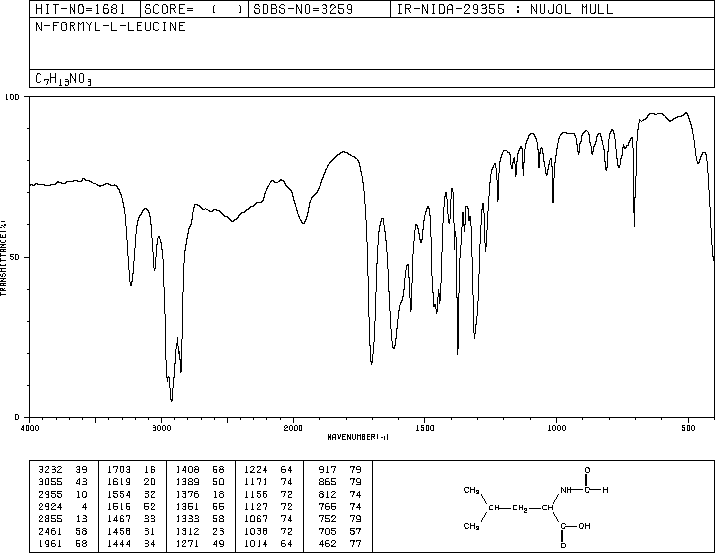 HIT-NO=1681 SCORE= ( ) SDBS-NO=3259 IR-NIDA-29355 : NUJOL MULL
N-FORMYL-L-LEUCINE
C7H13NO3
100
50
0
TRANSMITTANCE(%)
4000 3000 2000 1500 1000 500
WAVENUMBER(-1)
3232 39 1703 16 1408 58 1224 64 917 79
3055 43 1619 20 1389 50 1171 74 865 79
2955 10 1554 32 1376 18 1156 72 812 74
2924 4 1516 52 1351 55 1127 72 766 74
2855 13 1467 33 1333 58 1067 74 752 79
2461 58 1458 31 1312 23 1038 72 705 57
1961 58 1444 34 1271 49 1014 64 462 77
O
CH3 NH—C—H
CH—CH2—CH
CH3 C—OH
O